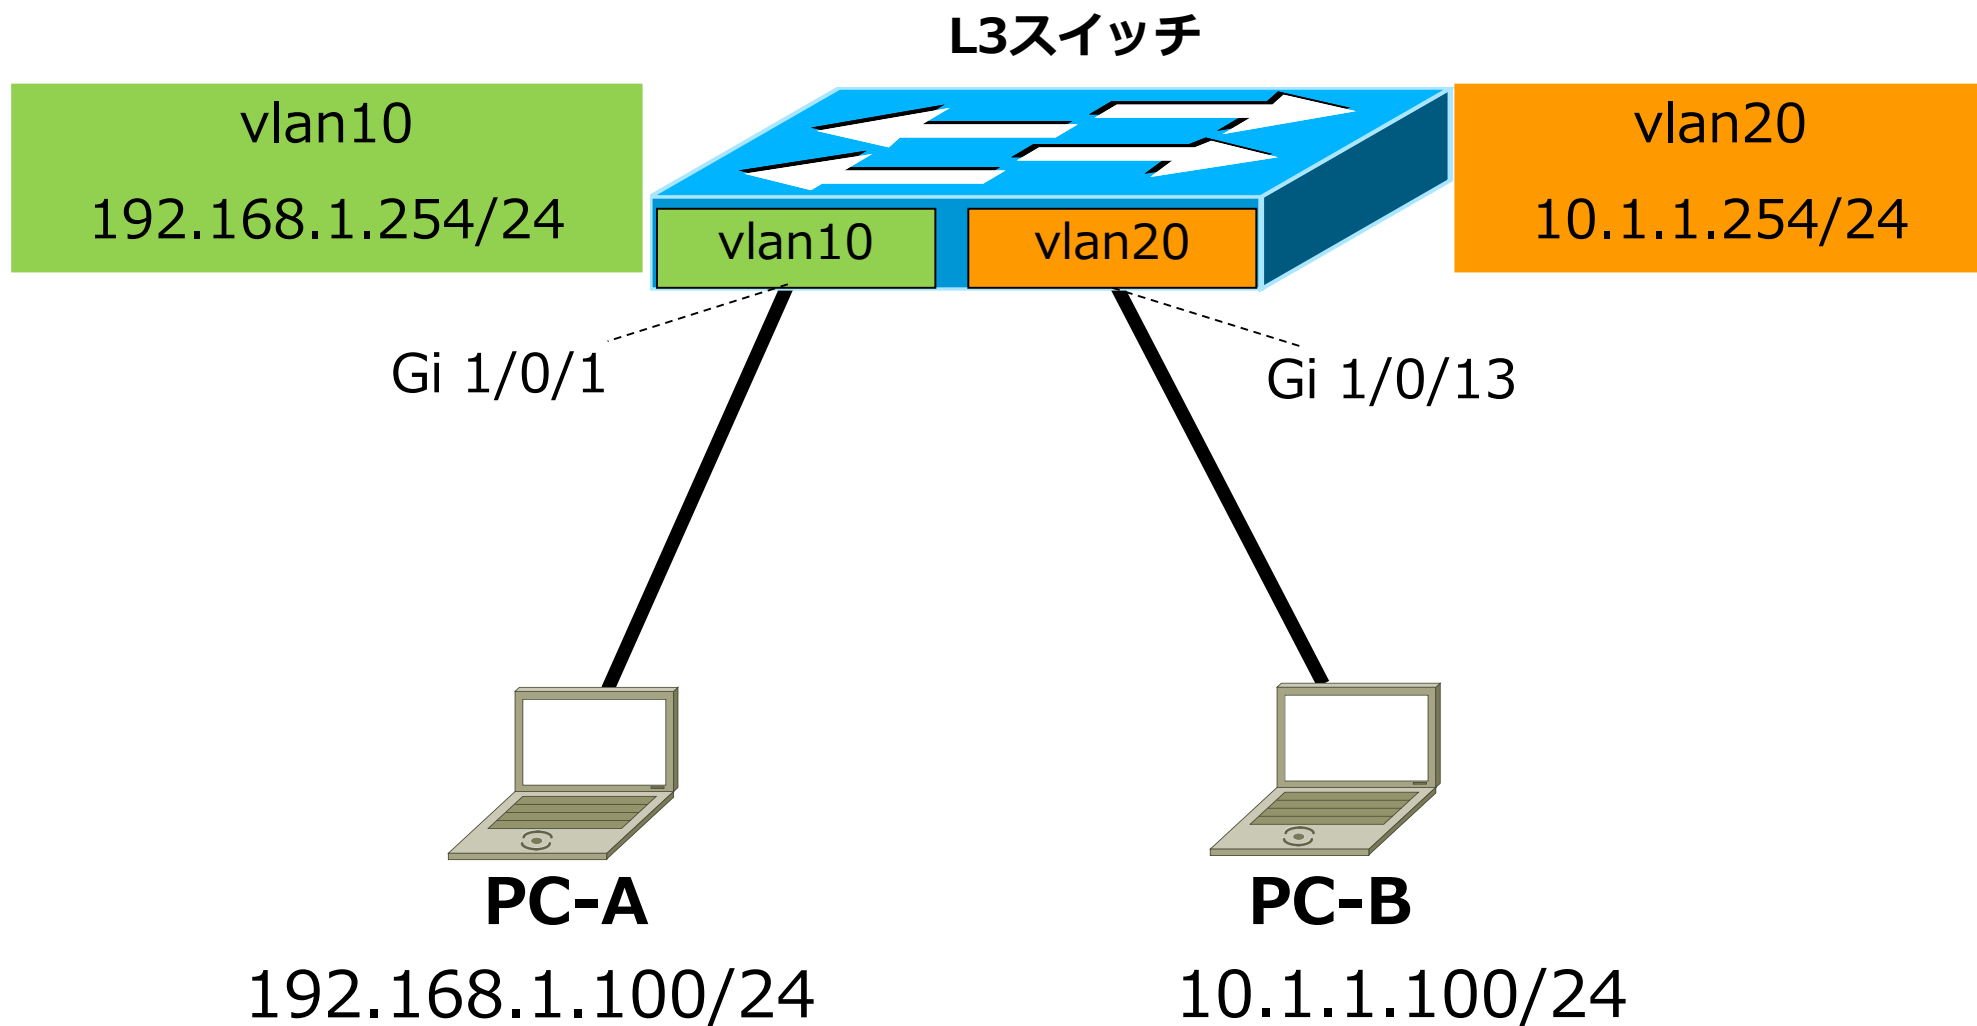 L3スイッチ
vlan10
192.168.1.254/24
vlan20
10.1.1.254/24
vlan10
vlan20
Gi 1/0/1
Gi 1/0/13
PC-A
192.168.1.100/24
PC-B
10.1.1.100/24